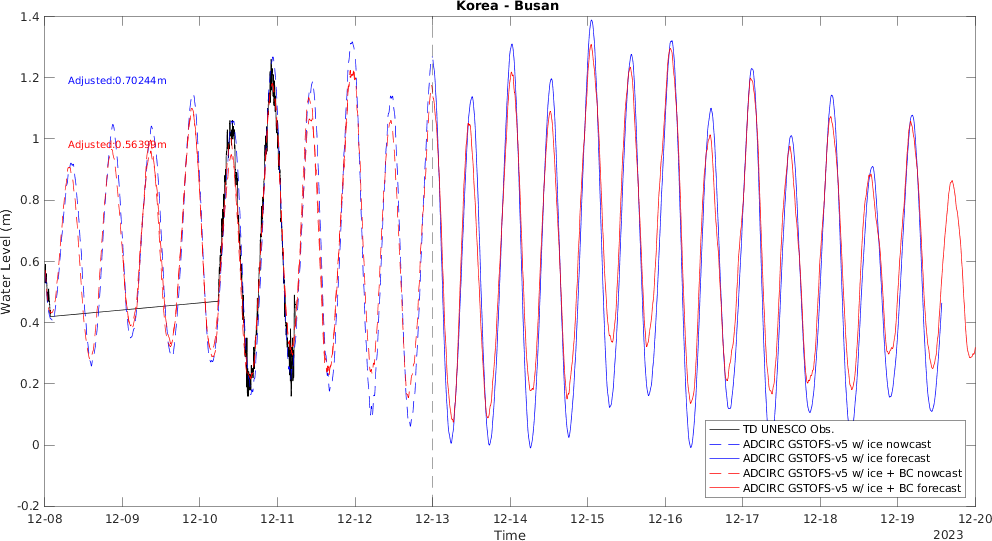 Korea - Busan
1.4
1.2
1
0.8
0.6
0.4
0.2
0
-0.2
Water Level (m)
Adjusted:0.70244m
Adjusted:0.56399m
TD UNESCO Obs.
ADCIRC GSTOFS-v5 w/ ice nowcast
ADCIRC GSTOFS-v5 w/ ice forecast
ADCIRC GSTOFS-v5 w/ ice + BC nowcast
ADCIRC GSTOFS-v5 w/ ice + BC forecast
12-08 12-09 12-10 12-11 12-12 12-13 12-14 12-15 12-16 12-17 12-18 12-19 12-20
Time
2023